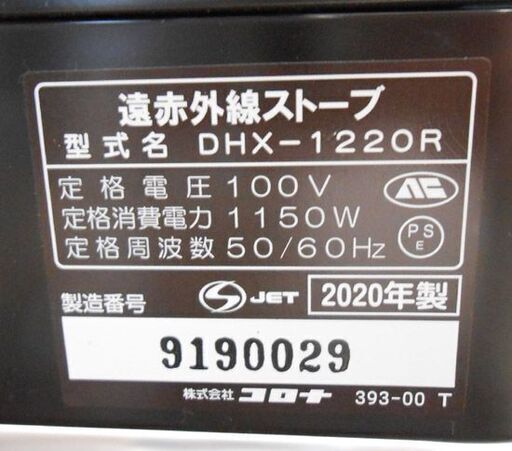 遠赤外線ストーブ
型式名 DHX-1220R
定格電圧 100V
定格消費電力 1150W
定格周波数 50/60Hz
PS
E
製造番号 S JET 2020年製
9190029
株式会社 コロナ 393-00 T